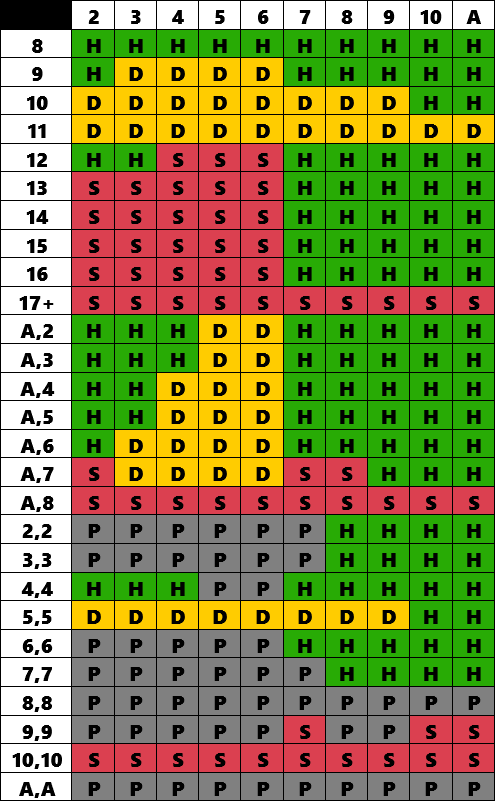 2 3 4 5 6 7 8 9 10 A
8 H H H H H H H H H H
9 H D D D D H H H H H
10 D D D D D D D D H H
11 D D D D D D D D D D
12 H H S S S H H H H H
13 S S S S S H H H H H
14 S S S S S H H H H H
15 S S S S S H H H H H
16 S S S S S H H H H H
17+ S S S S S S S S S S
A,2 H H H D D H H H H H
A,3 H H H D D H H H H H
A,4 H H D D D H H H H H
A,5 H H D D D H H H H H
A,6 H D D D D H H H H H
A,7 S D D D D S S H H H
A,8 S S S S S S S S S S
2,2 P P P P P P H H H H
3,3 P P P P P P H H H H
4,4 H H H P P H H H H H
5,5 D D D D D D D D H H
6,6 P P P P P H H H H H
7,7 P P P P P P H H H H
8,8 P P P P P P P P P P
9,9 P P P P P S P P S S
10,10 S S S S S S S S S S
A,A P P P P P P P P P P